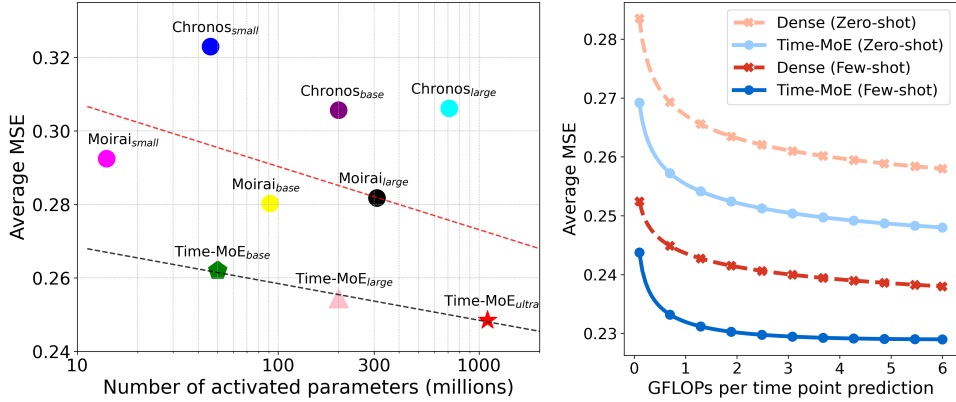 Average MSE
0.32
0.30
0.28
0.26
0.24
Chronos_small
Chronos_base
Chronos_large
Moirai_small
Moirai_base
Moirai_large
Time-MoE_base
Time-MoE_large
Time-MoE_ultra
10 100 300 1000
Number of activated parameters (millions)
Average MSE
0.28
0.27
0.26
0.25
0.24
0.23
Dense (Zero-shot)
Time-MoE (Zero-shot)
Dense (Few-shot)
Time-MoE (Few-shot)
0 1 2 3 4 5 6
GFLOPs per time point prediction